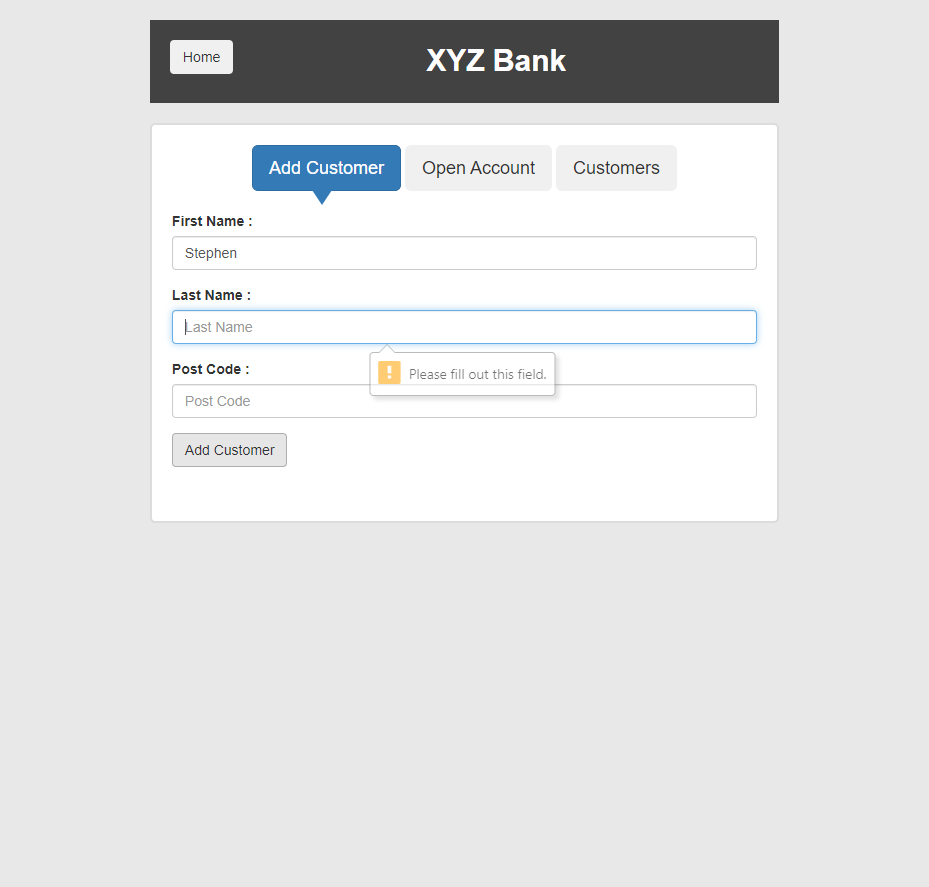 Home
XYZ Bank
Add Customer
Open Account
Customers
First Name :
Stephen
Last Name :
Last Name
Post Code :
! Please fill out this field.
Post Code
Add Customer